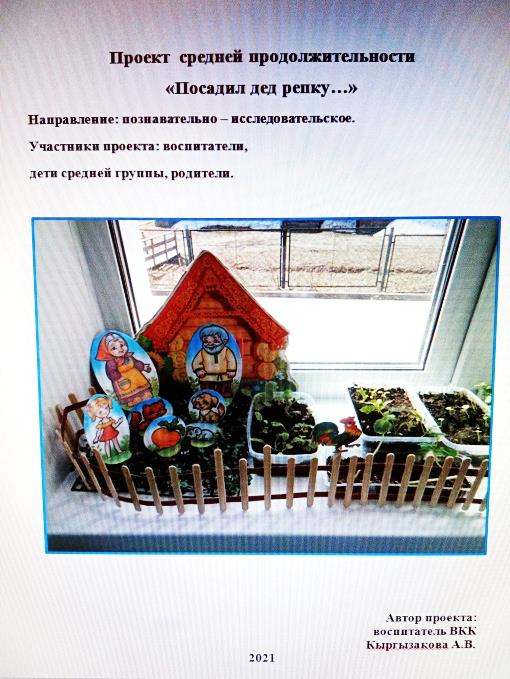 Проект средней продолжительности
«Посадил дед репку…»
Направление: познавательно – исследовательское.
Участники проекта: воспитатели,
дети средней группы, родители.
Автор проекта:
воспитатель ВКК
Кыргызакова А.В.
2021